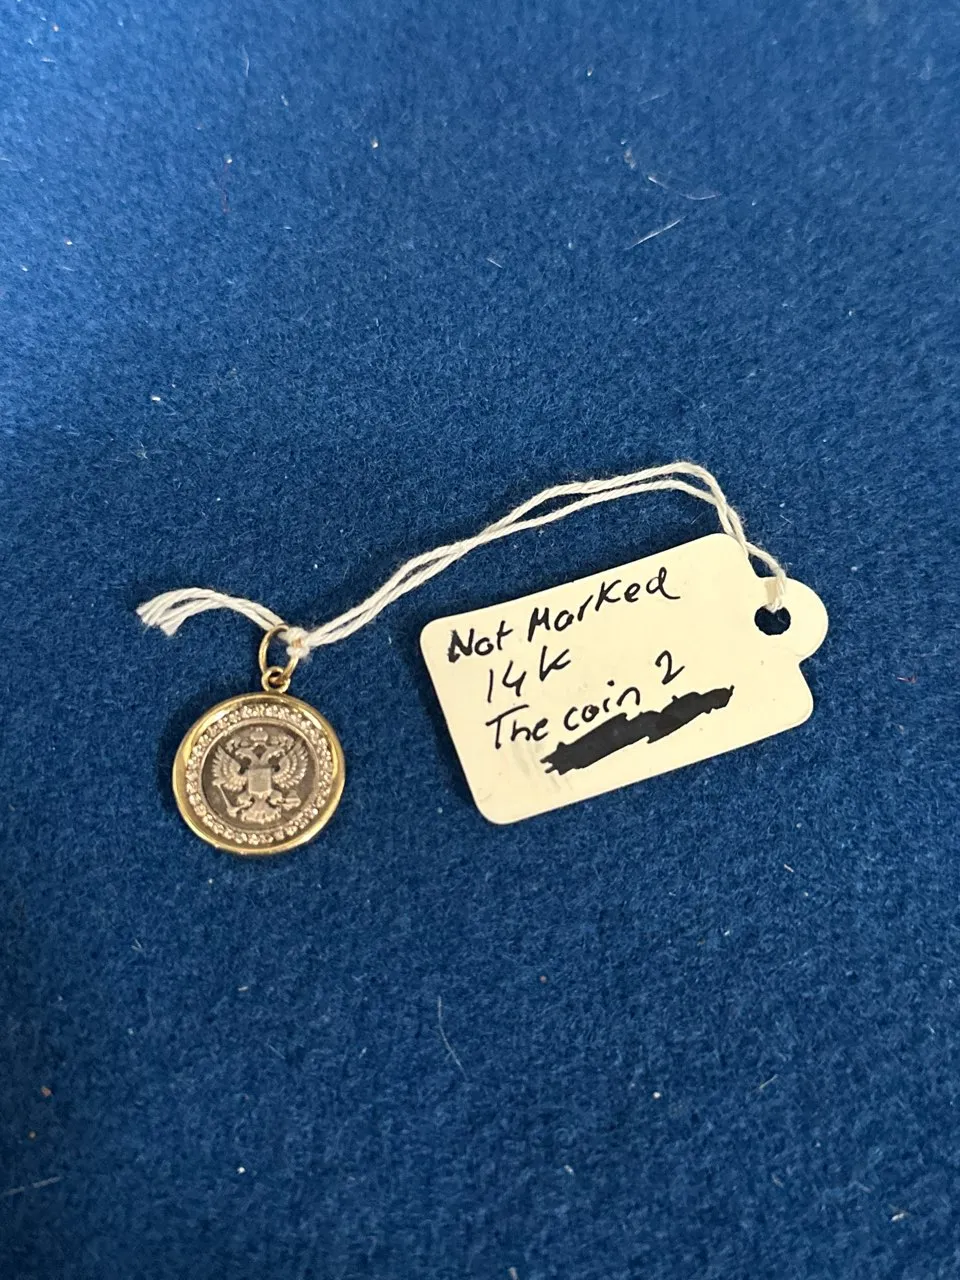 Not Marked
14k
The coin 2